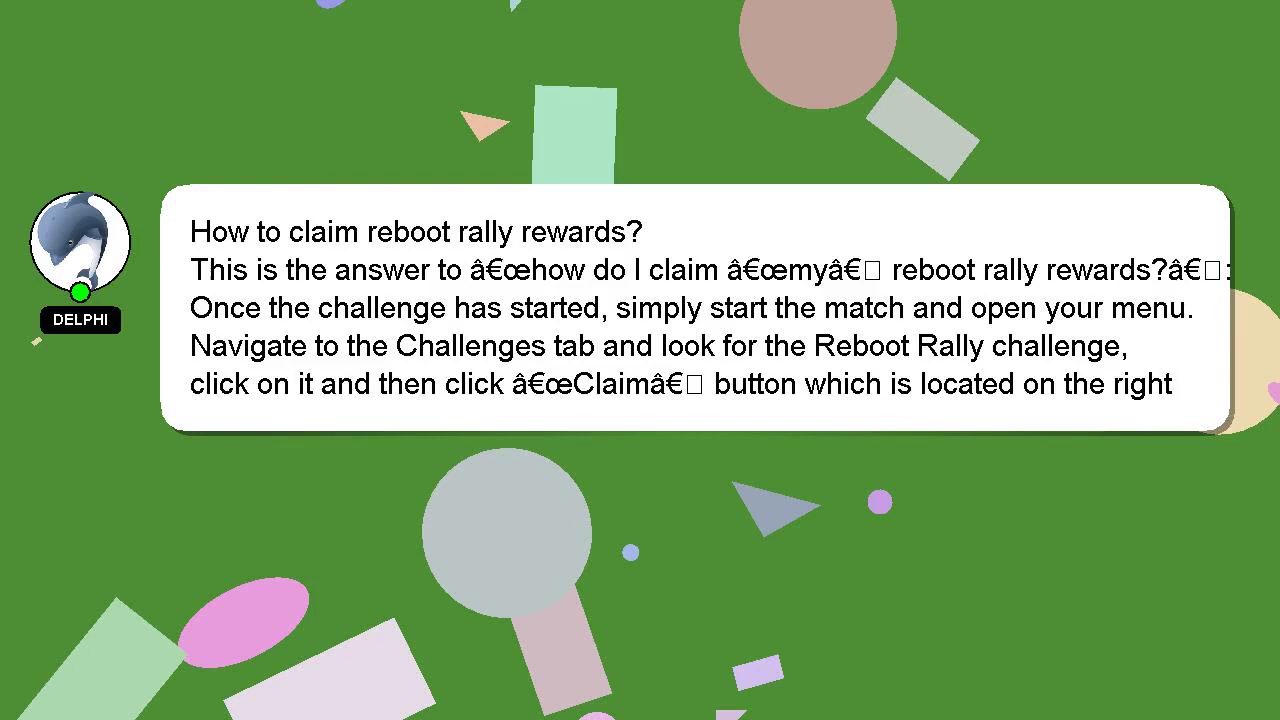 How to claim reboot rally rewards?
This is the answer to â€œhow do I claim â€œmyâ€□ reboot rally rewards?â€□:
Once the challenge has started, simply start the match and open your menu.
Navigate to the Challenges tab and look for the Reboot Rally challenge,
click on it and then click â€œClaimâ€□ button which is located on the right
DELPHI